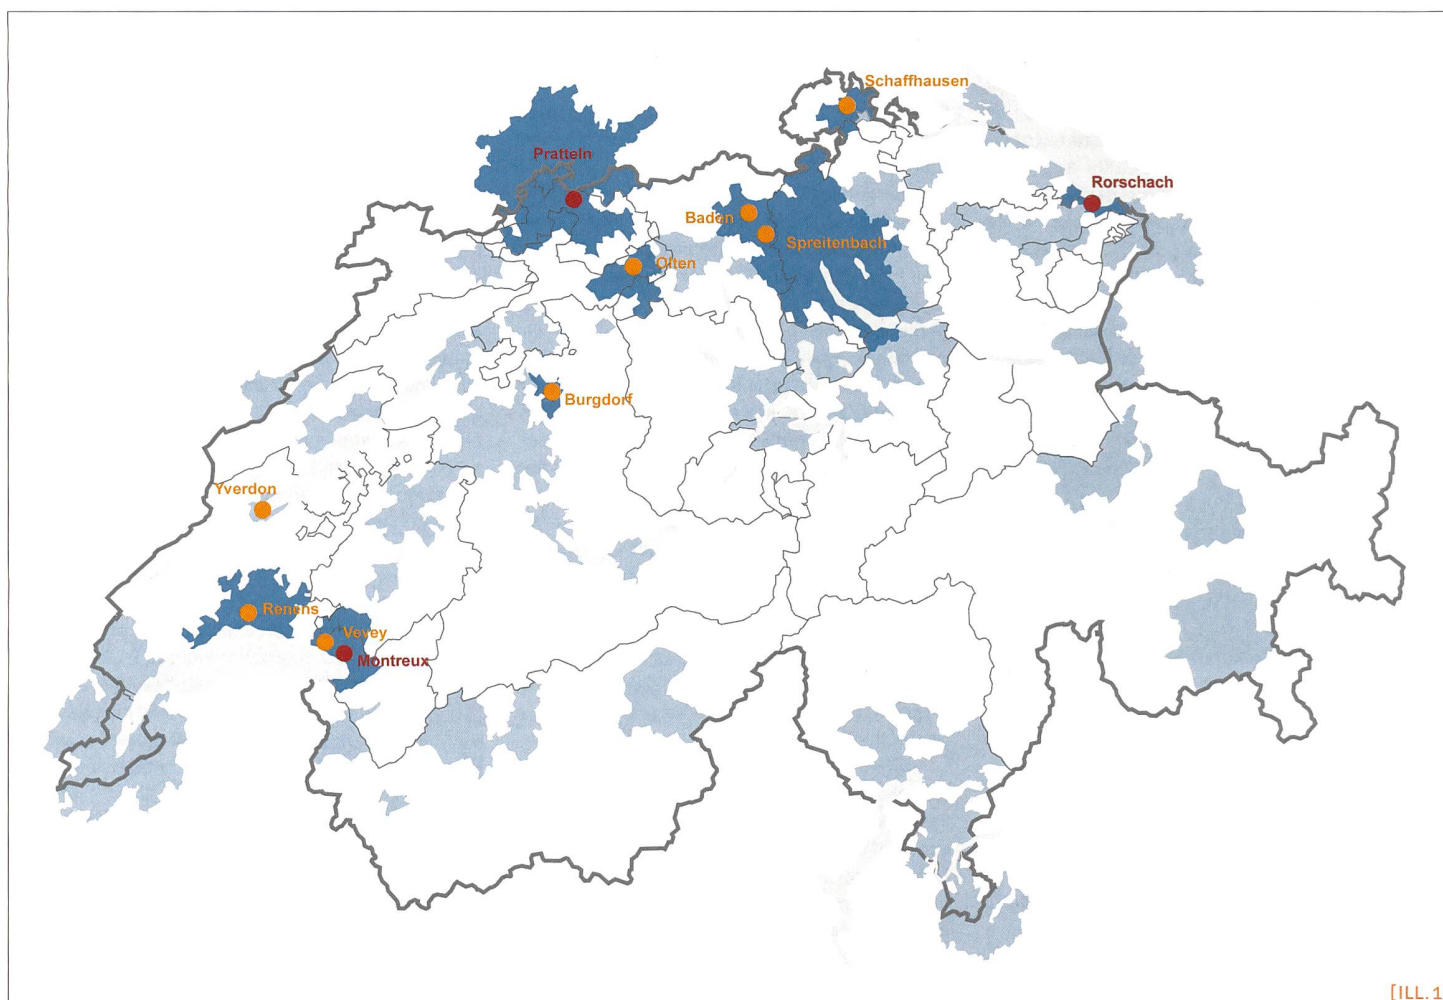 Schaffhausen
Pratteln
Rorschach
Baden
Spreitenbach
Olten
Burgdorf
Yverdon
Renens
Vevey
Montreux
[ILL.1